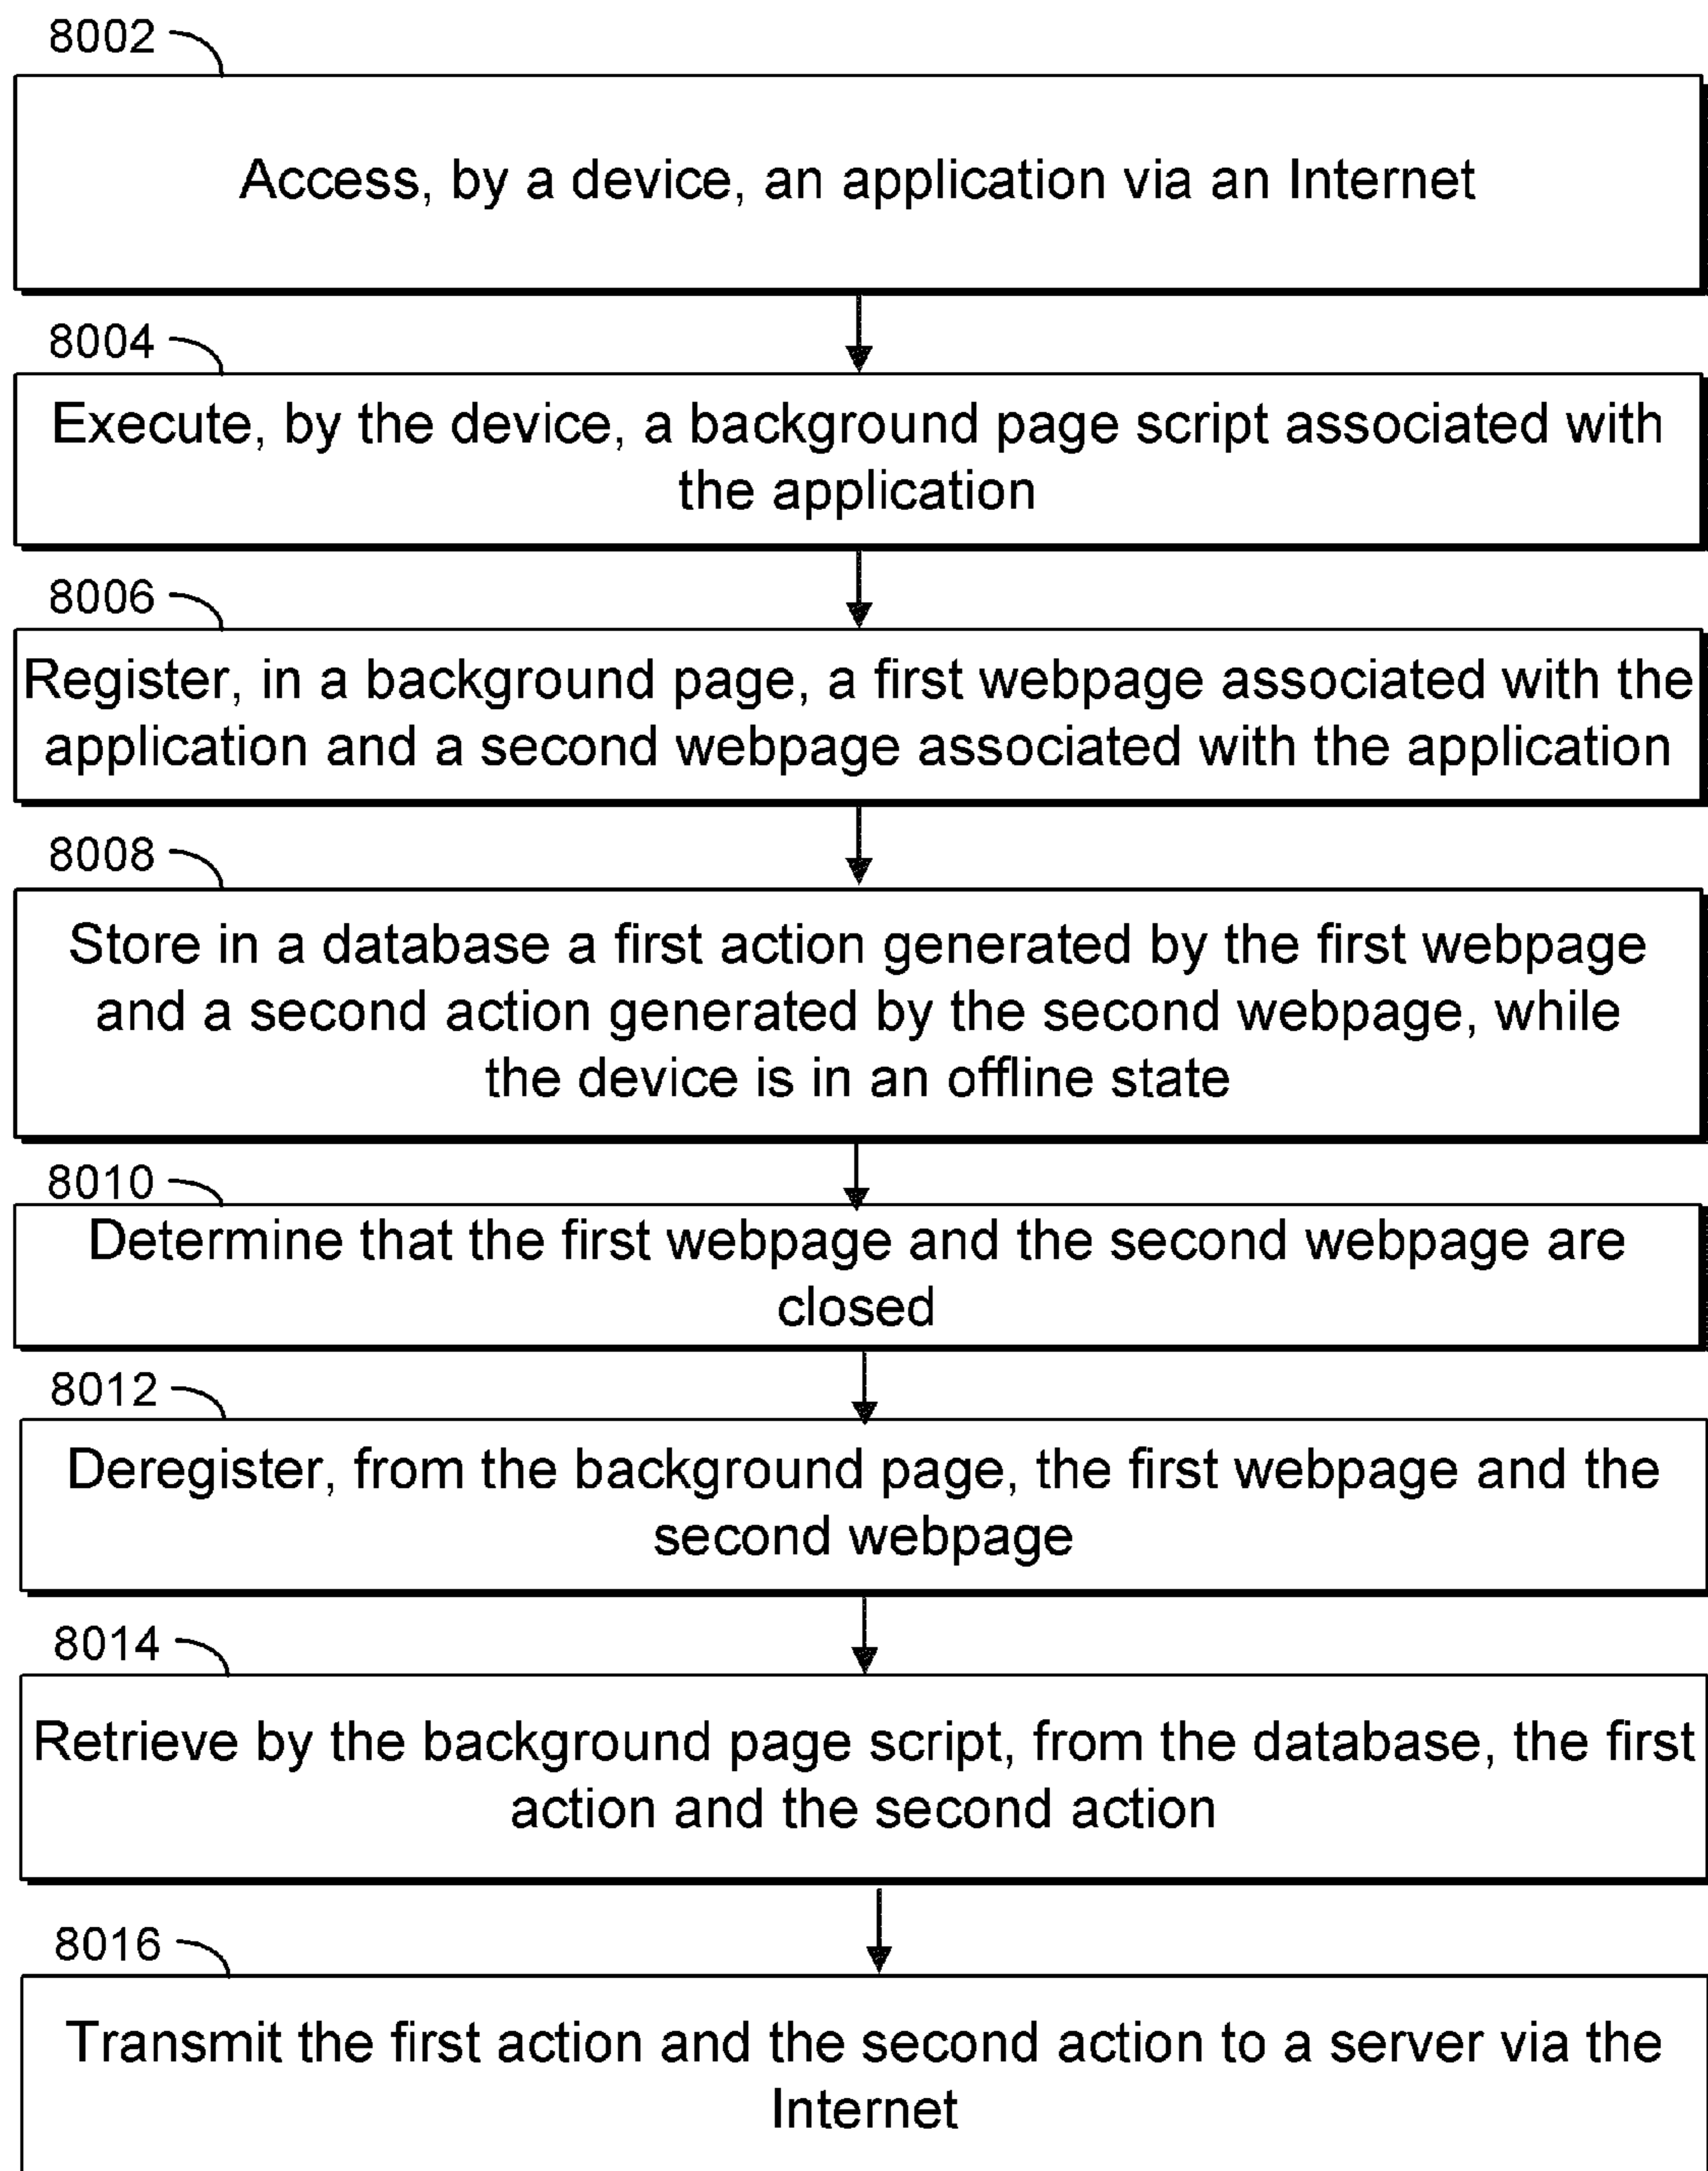 8002
Access, by a device, an application via an Internet
8004
Execute, by the device, a background page script associated with
the application
8006
Register, in a background page, a first webpage associated with the
application and a second webpage associated with the application
8008
Store in a database a first action generated by the first webpage
and a second action generated by the second webpage, while
the device is in an offline state
8010
Determine that the first webpage and the second webpage are
closed
8012
Deregister, from the background page, the first webpage and the
second webpage
8014
Retrieve by the background page script, from the database, the first
action and the second action
8016
Transmit the first action and the second action to a server via the
Internet